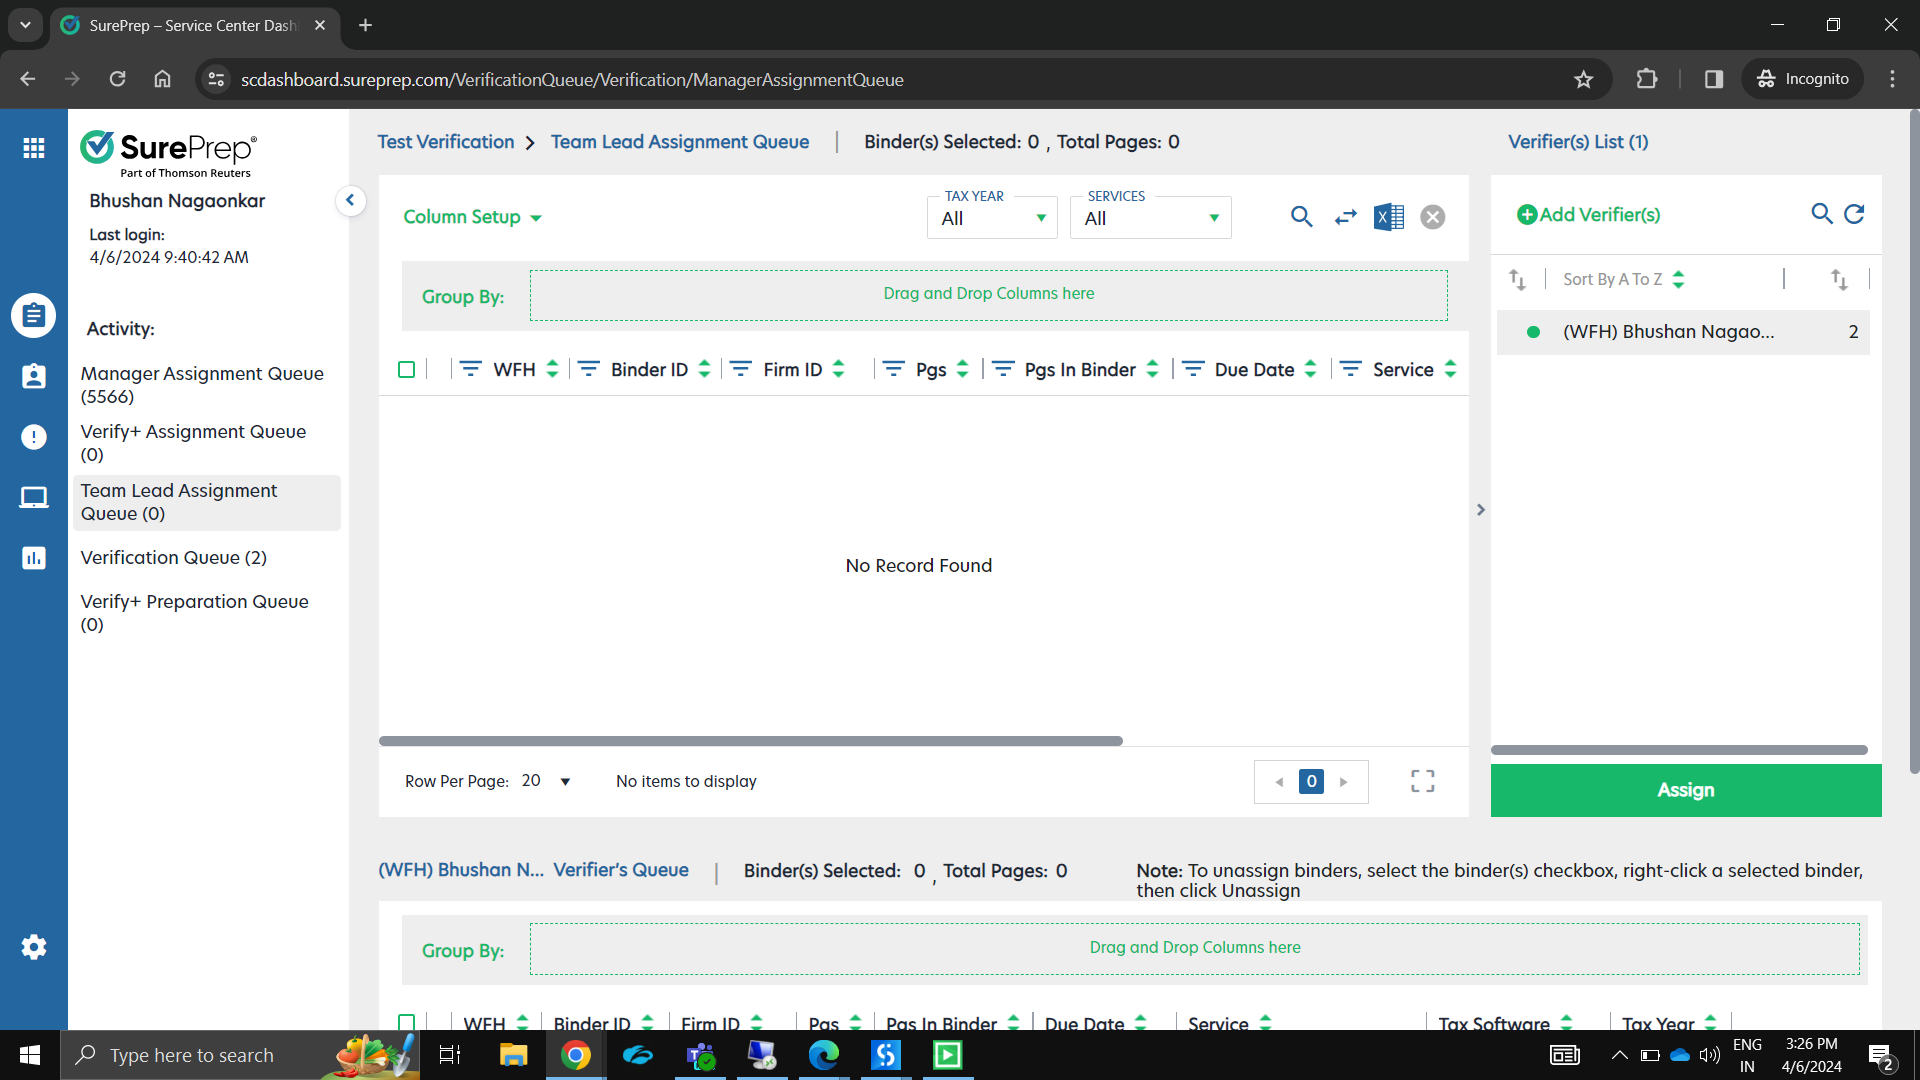 SurePrep – Service Center Dash
scdashboard.sureprep.com/VerificationQueue/Verification/ManagerAssignmentQueue
Incognito
SurePrep®
Part of Thomson Reuters
Bhushan Nagaonkar
Last login:
4/6/2024 9:40:42 AM
Activity:
Manager Assignment Queue
(5566)
Verify+ Assignment Queue
(0)
Team Lead Assignment
Queue (0)
Verification Queue (2)
Verify+ Preparation Queue
(0)
Test Verification > Team Lead Assignment Queue | Binder(s) Selected: 0 , Total Pages: 0
Column Setup
TAX YEAR
All
SERVICES
All
Group By:
Drag and Drop Columns here
WFH Binder ID Firm ID Pgs Pgs In Binder Due Date Service
No Record Found
Row Per Page: 20 No items to display
0
Verifier(s) List (1)
Add Verifier(s)
Sort By A To Z
(WFH) Bhushan Nagao... 2
Assign
(WFH) Bhushan N... Verifier's Queue | Binder(s) Selected: 0 , Total Pages: 0
Note: To unassign binders, select the binder(s) checkbox, right-click a selected binder,
then click Unassign
Group By:
Drag and Drop Columns here
WFH Binder ID Firm ID Pgs Pgs In Binder Due Date Service Tax Software Tax Year
Type here to search
ENG
IN
3:26 PM
4/6/2024
2